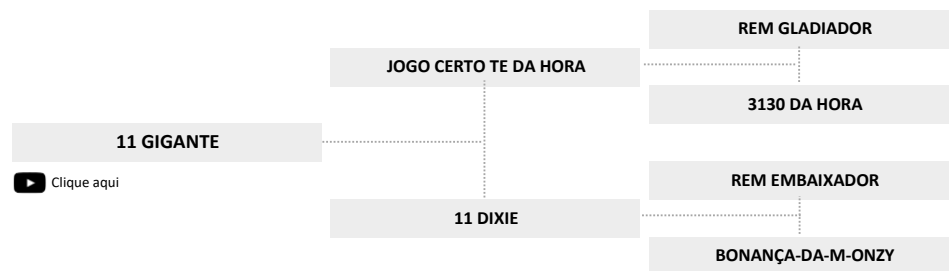 REM GLADIADOR
JOGO CERTO TE DA HORA
3130 DA HORA
11 GIGANTE
Clique aqui
REM EMBAIXADOR
11 DIXIE
BONANÇA-DA-M-ONZY